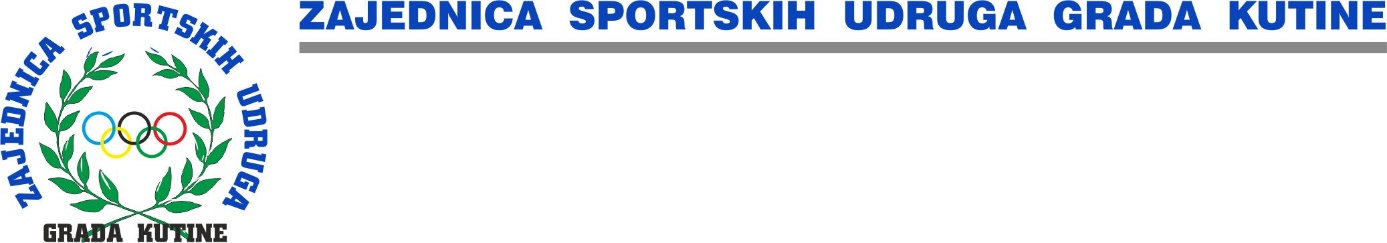 ZAJEDNICA SPORTSKIH UDRUGA GRADA KUTINE
ZAJEDNICA SPORTSKIH UDRUGA
GRADA KUTINE